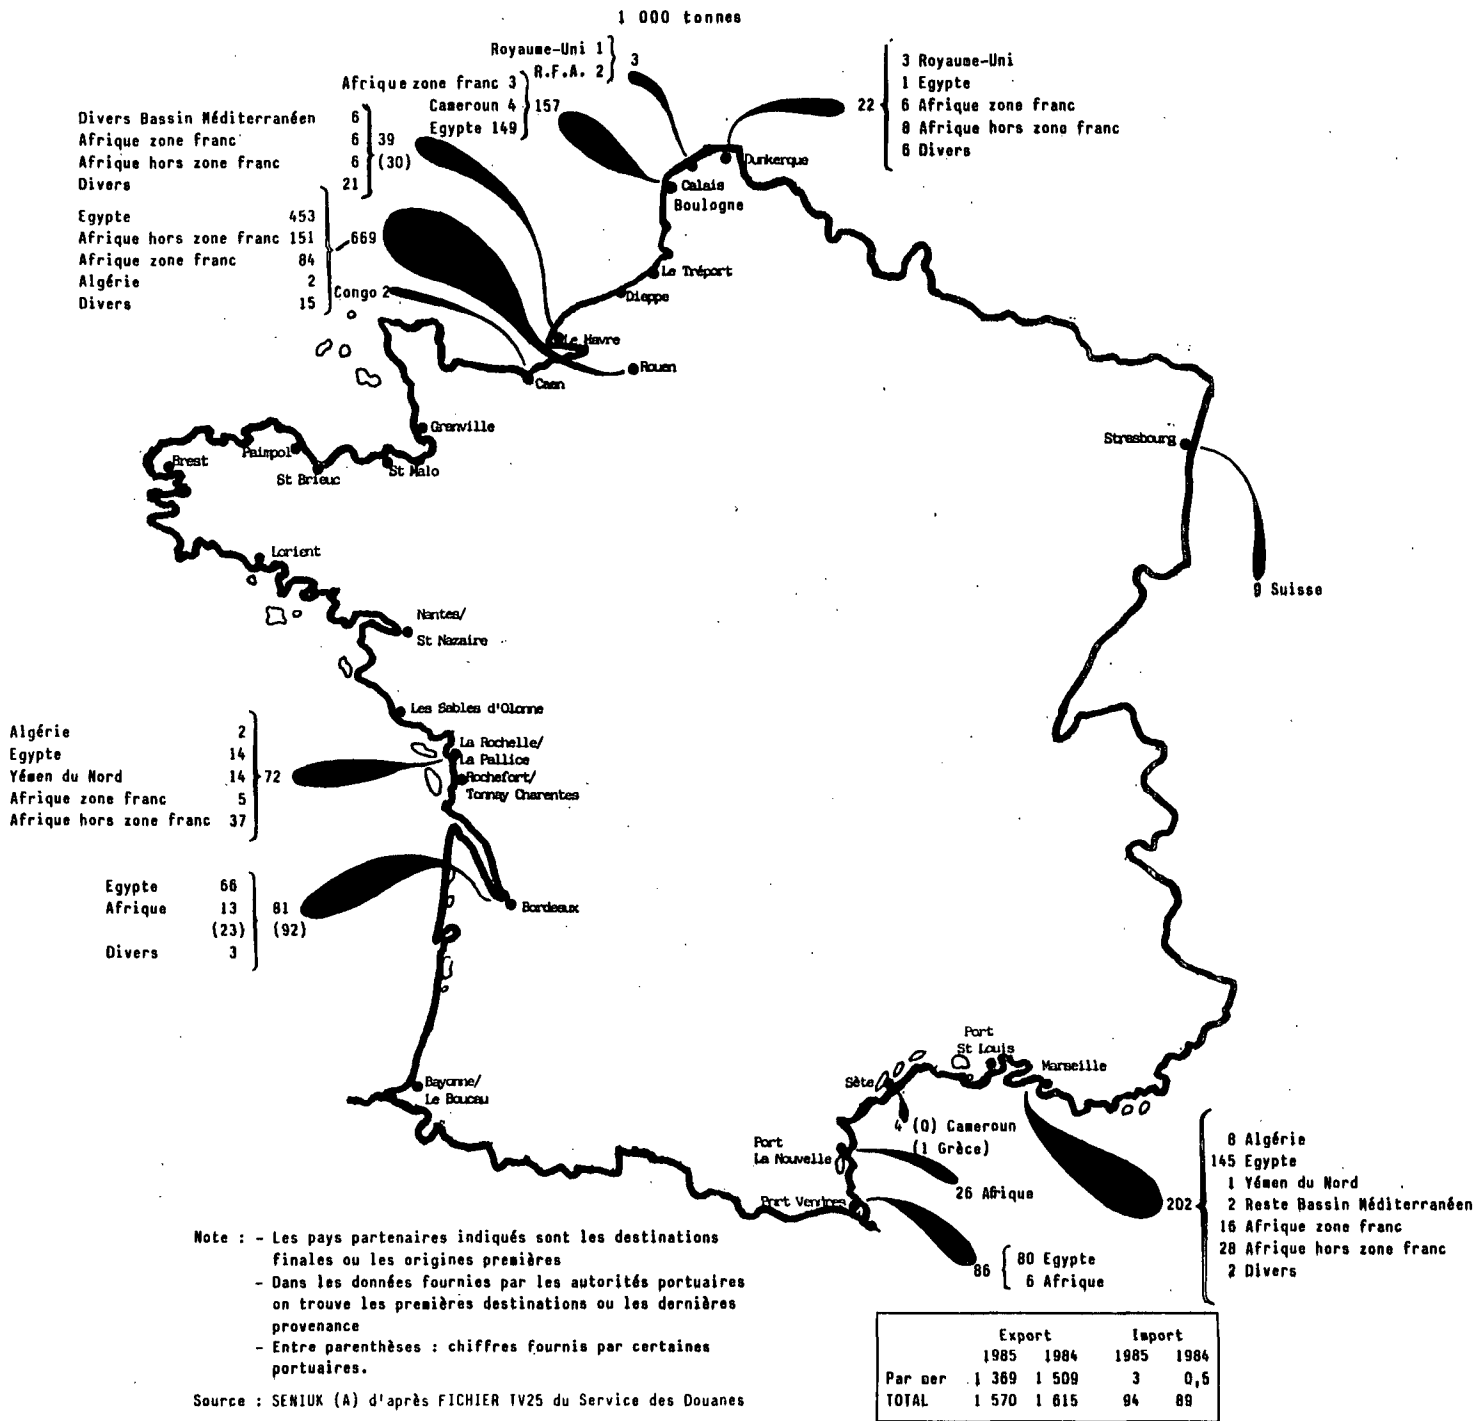 1 000 tonnes
Royaume-Uni 1
R.F.A. 2
3
Afrique zone franc 3
Cameroun 4
Egypte 149
157
3 Royaume-Uni
1 Egypte
6 Afrique zone franc
8 Afrique hors zone franc
6 Divers
22
Divers Bassin Méditerranéen 6
Afrique zone franc 6
Afrique hors zone franc 6
Divers 21
39
(30)
Egypte 453
Afrique hors zone franc 151
Afrique zone franc 84
Algérie 2
Divers 15
669
Congo 2
Dunkerque
Calais
Boulogne
Le Tréport
Dieppe
Le Havre
Rouen
Caen
Granville
St Malo
St Brieuc
Paimpol
Brest
Lorient
Nantes/
St Nazaire
Strasbourg
9 Suisse
Les Sables d'Olonne
La Rochelle/
La Pallice
Rochefort/
Tonnay Charentes
Algérie 2
Egypte 14
Yémen du Nord 14
Afrique zone franc 5
Afrique hors zone franc 37
72
Egypte 66
Afrique 13
(23)
Divers 3
81
(92)
Bordeaux
Bayonne/
Le Boucau
Port
St Louis
Marseille
Sète
4 (0) Cameroun
(1 Grèce)
Port
La Nouvelle
26 Afrique
Port Vendres
86
80 Egypte
6 Afrique
202
8 Algérie
145 Egypte
1 Yémen du Nord
2 Reste Bassin Méditerranéen
16 Afrique zone franc
28 Afrique hors zone franc
2 Divers
Note : - Les pays partenaires indiqués sont les destinations
finales ou les origines premières
- Dans les données fournies par les autorités portuaires
on trouve les premières destinations ou les dernières
provenance
- Entre parenthèses : chiffres fournis par certaines
portuaires.
Source : SENIUK (A) d'après FICHIER TV25 du Service des Douanes
Export Import
1985 1984 1985 1984
Par mer 1 369 1 509 3 0,5
TOTAL 1 570 1 615 94 89